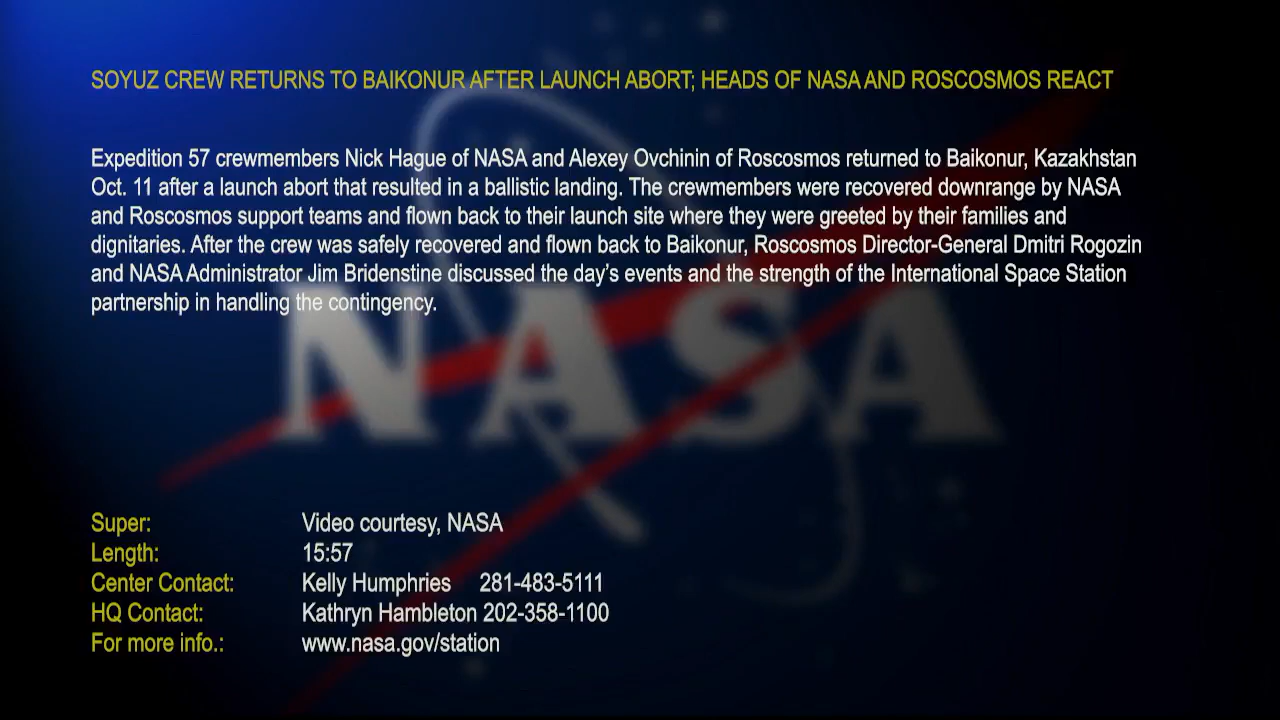 SOYUZ CREW RETURNS TO BAIKONUR AFTER LAUNCH ABORT; HEADS OF NASA AND ROSCOSMOS REACT
Expedition 57 crewmembers Nick Hague of NASA and Alexey Ovchinin of Roscosmos returned to Baikonur, Kazakhstan
Oct. 11 after a launch abort that resulted in a ballistic landing. The crewmembers were recovered downrange by NASA
and Roscosmos support teams and flown back to their launch site where they were greeted by their families and
dignitaries. After the crew was safely recovered and flown back to Baikonur, Roscosmos Director-General Dmitri Rogozin
and NASA Administrator Jim Bridenstine discussed the day's events and the strength of the International Space Station
partnership in handling the contingency.
NASA
Super: Video courtesy, NASA
Length: 15:57
Center Contact: Kelly Humphries 281-483-5111
HQ Contact: Kathryn Hambleton 202-358-1100
For more info.: www.nasa.gov/station